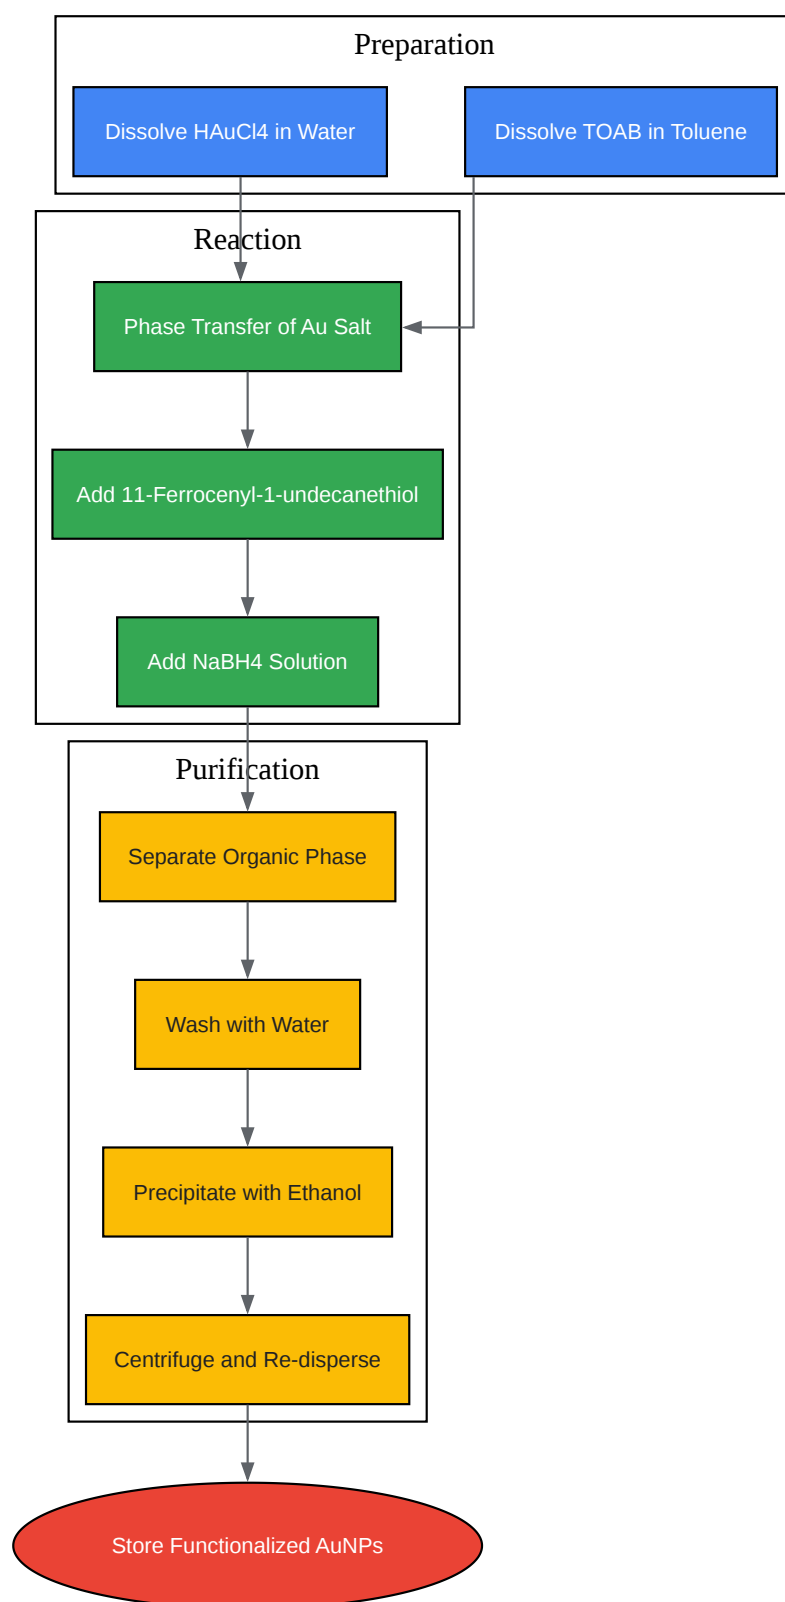 Preparation
Dissolve HAuCl4 in Water
Dissolve TOAB in Toluene
Reaction
Phase Transfer of Au Salt
Add 11-Ferrocenyl-1-undecanethiol
Add NaBH4 Solution
Purification
Separate Organic Phase
Wash with Water
Precipitate with Ethanol
Centrifuge and Re-disperse
Store Functionalized AuNPs